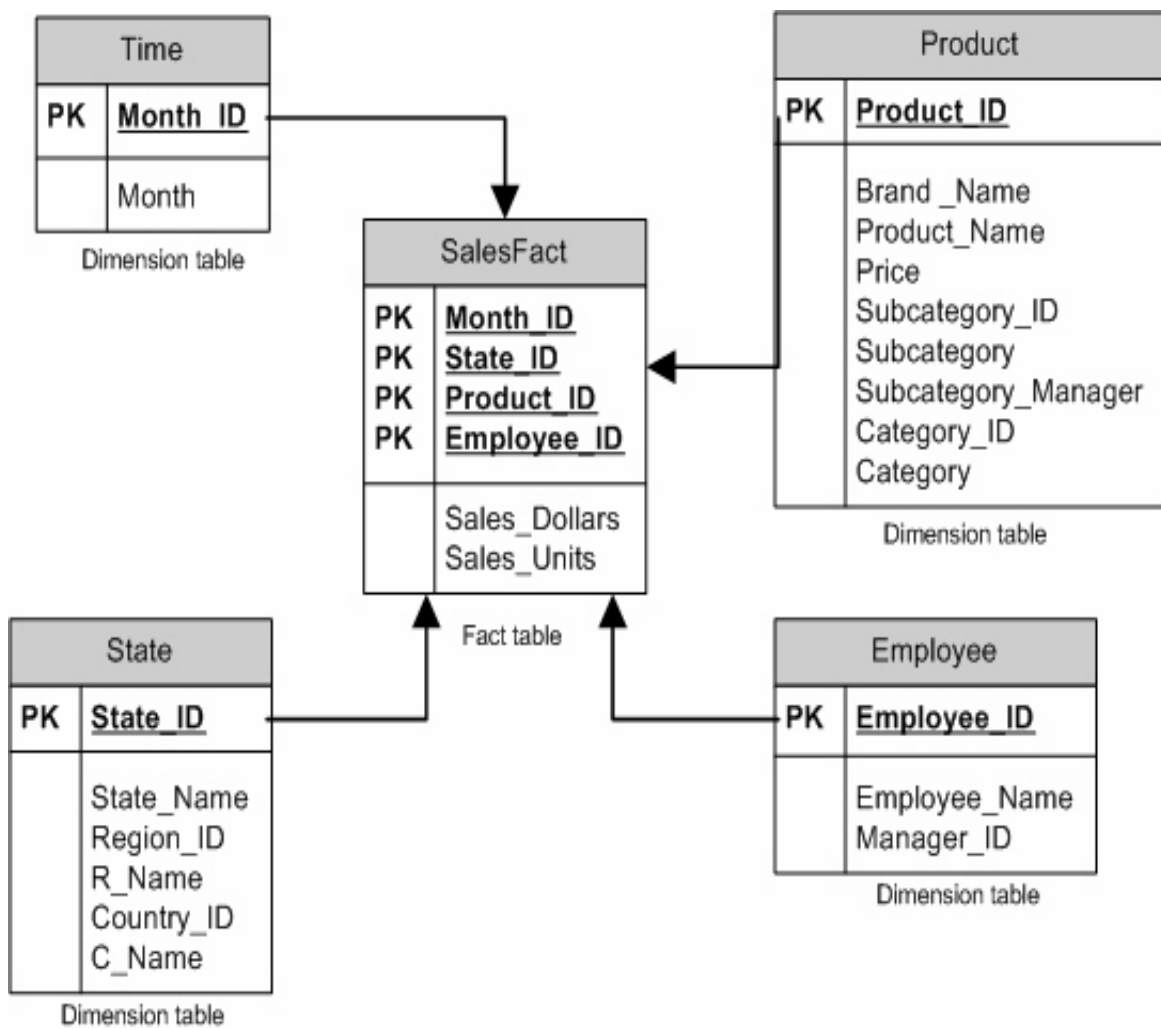 Time
PK Month_ID
Month
Dimension table
Product
PK Product_ID
Brand _Name
Product_Name
Price
Subcategory_ID
Subcategory
Subcategory_Manager
Category_ID
Category
Dimension table
SalesFact
PK Month_ID
PK State_ID
PK Product_ID
PK Employee_ID
Sales_Dollars
Sales_Units
Fact table
State
PK State_ID
State_Name
Region_ID
R_Name
Country_ID
C_Name
Dimension table
Employee
PK Employee_ID
Employee_Name
Manager_ID
Dimension table